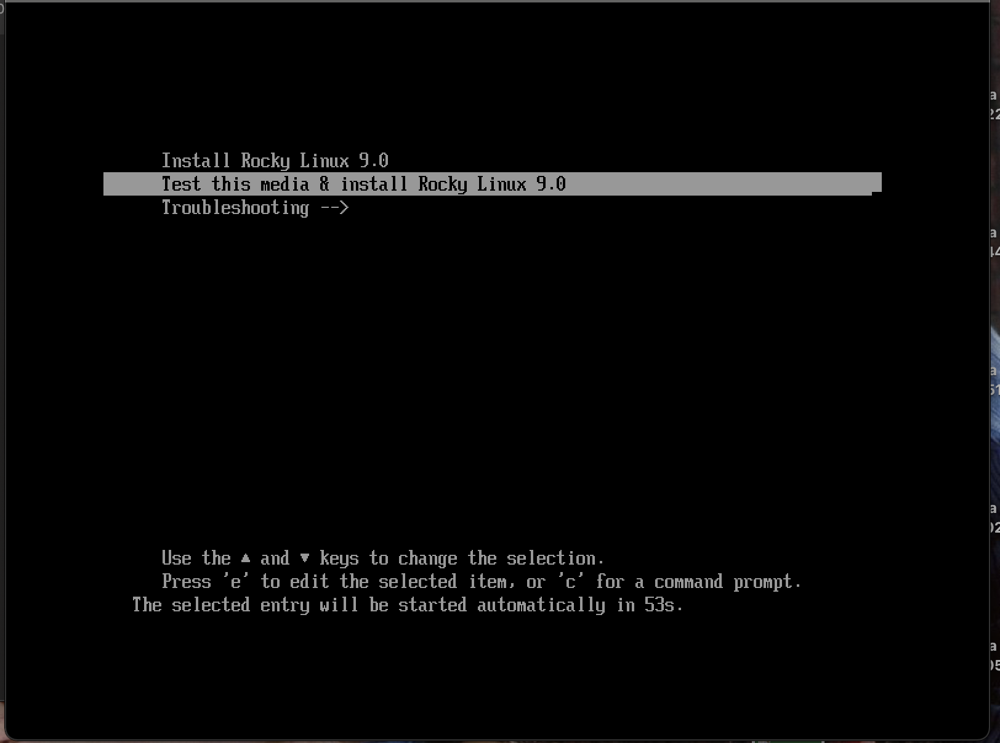 Install Rocky Linux 9.0
Test this media & install Rocky Linux 9.0
Troubleshooting -->
Use the ▲ and ▼ keys to change the selection.
Press 'e' to edit the selected item, or 'c' for a command prompt.
The selected entry will be started automatically in 53s.